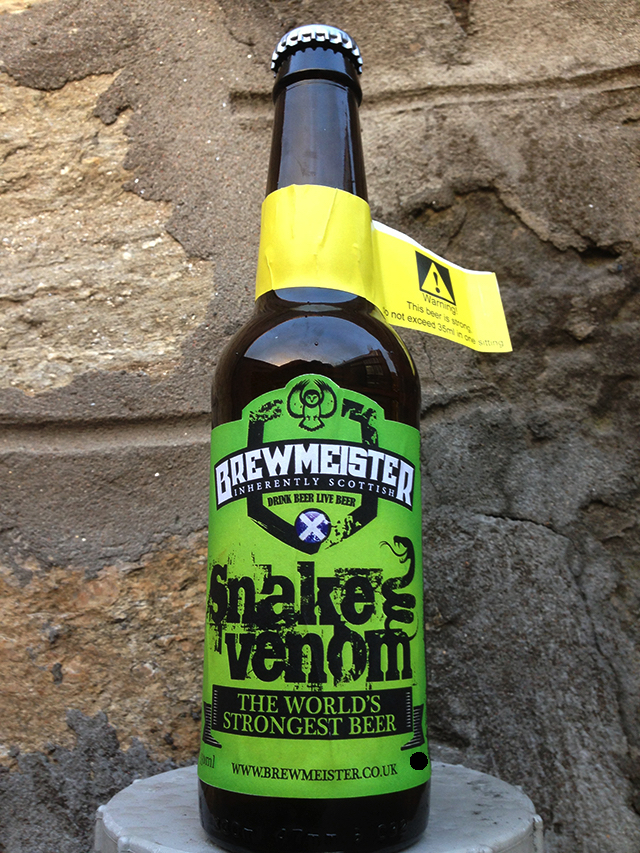 Warning!
This beer is strong
not exceed 35ml in one sitting
BREWMEISTER
INHERENTLY SCOTTISH
DRINK BEER LIVE BEER
snake
venom
THE WORLD'S
STRONGEST BEER
WWW.BREWMEISTER.CO.UK